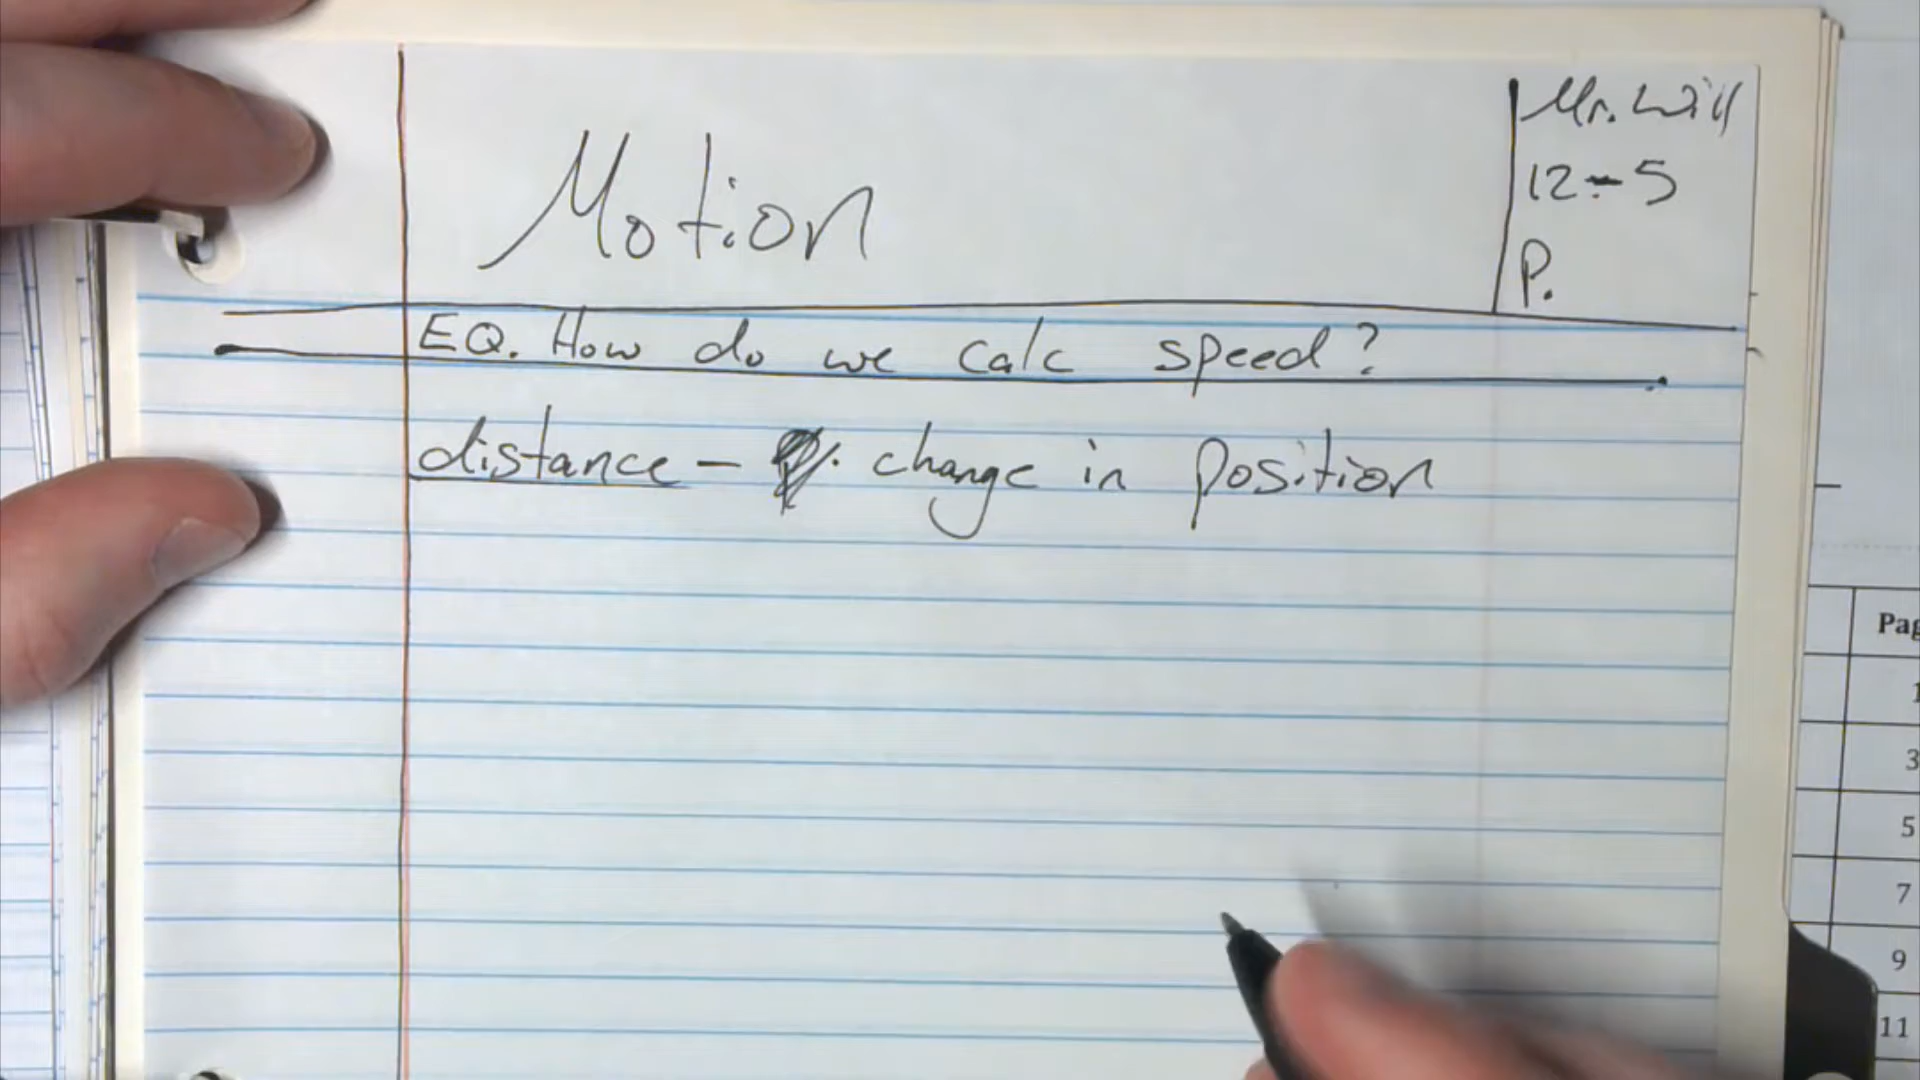 Motion
Mr. Will
12-5
P.
EQ. How do we calc speed?
distance - change in position
Pag
1
3
5
7
9
11